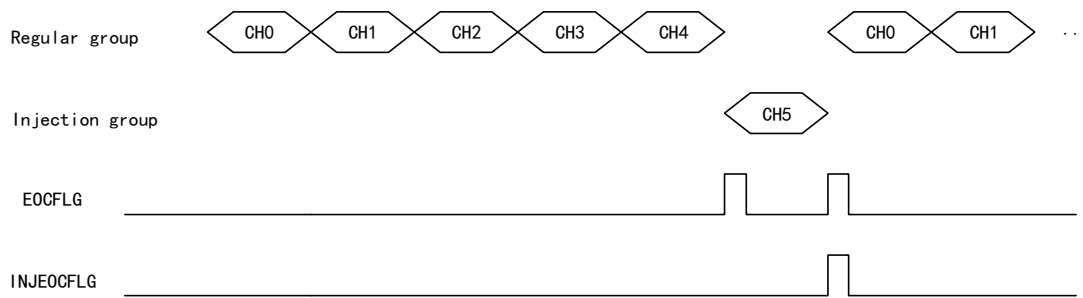 Regular group CH0 CH1 CH2 CH3 CH4 CH0 CH1 ..
Injection group CH5
EOCFLG
INJEOCFLG